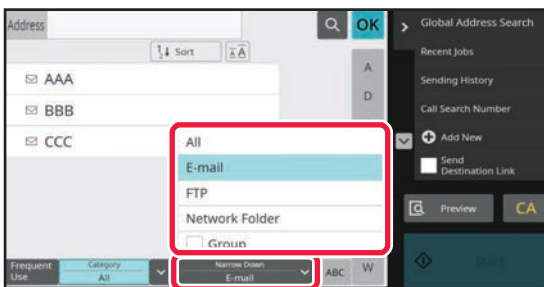 Address
OK
Sort
A
AAA
BBB
CCC
A
D
All
E-mail
FTP
Network Folder
Group
Frequent
Use
Category
All
Narrow Down
E-mail
ABC
W
Global Address Search
Recent Jobs
Sending History
Call Search Number
Add New
Send
Destination Link
Preview
CA
Start